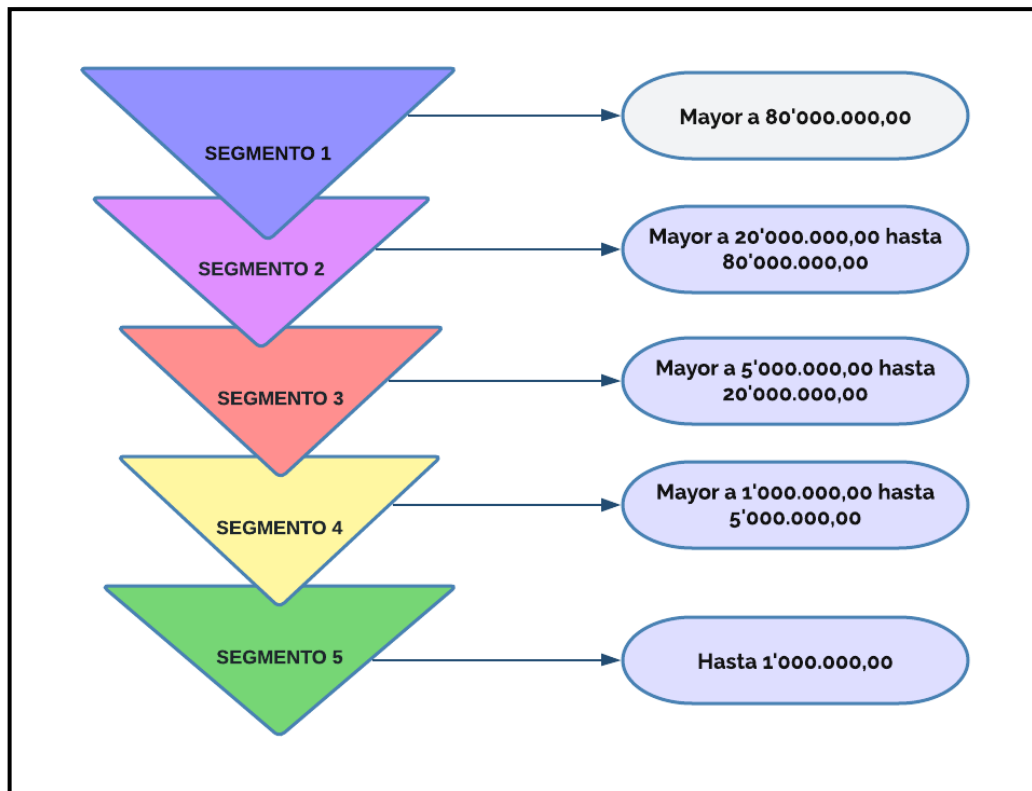 SEGMENTO 1
Mayor a 80'000.000,00
SEGMENTO 2
Mayor a 20'000.000,00 hasta
80'000.000,00
SEGMENTO 3
Mayor a 5'000.000,00 hasta
20'000.000,00
SEGMENTO 4
Mayor a 1'000.000,00 hasta
5'000.000,00
SEGMENTO 5
Hasta 1'000.000,00